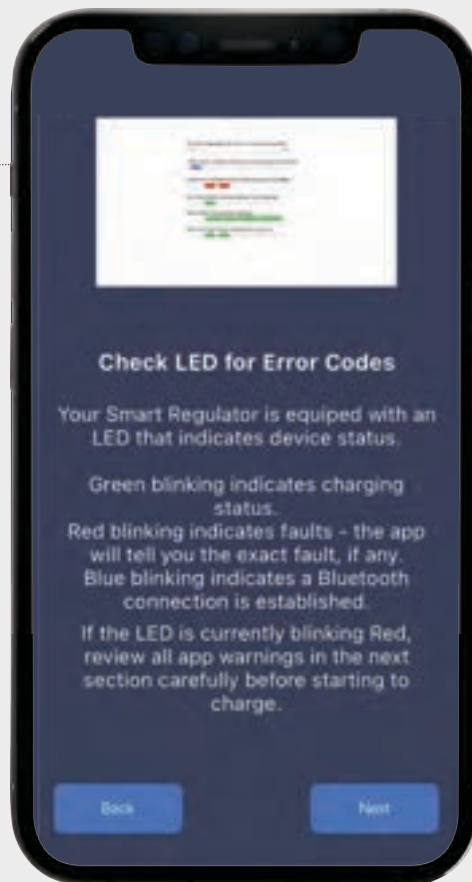 Check LED for Error Codes
Your Smart Regulator is equiped with an
LED that indicates device status.
Green blinking indicates charging
status.
Red blinking indicates faults - the app
will tell you the exact fault, if any.
Blue blinking indicates a Bluetooth
connection is established.
If the LED is currently blinking Red,
review all app warnings in the next
section carefully before starting to
charge.
Back
Next